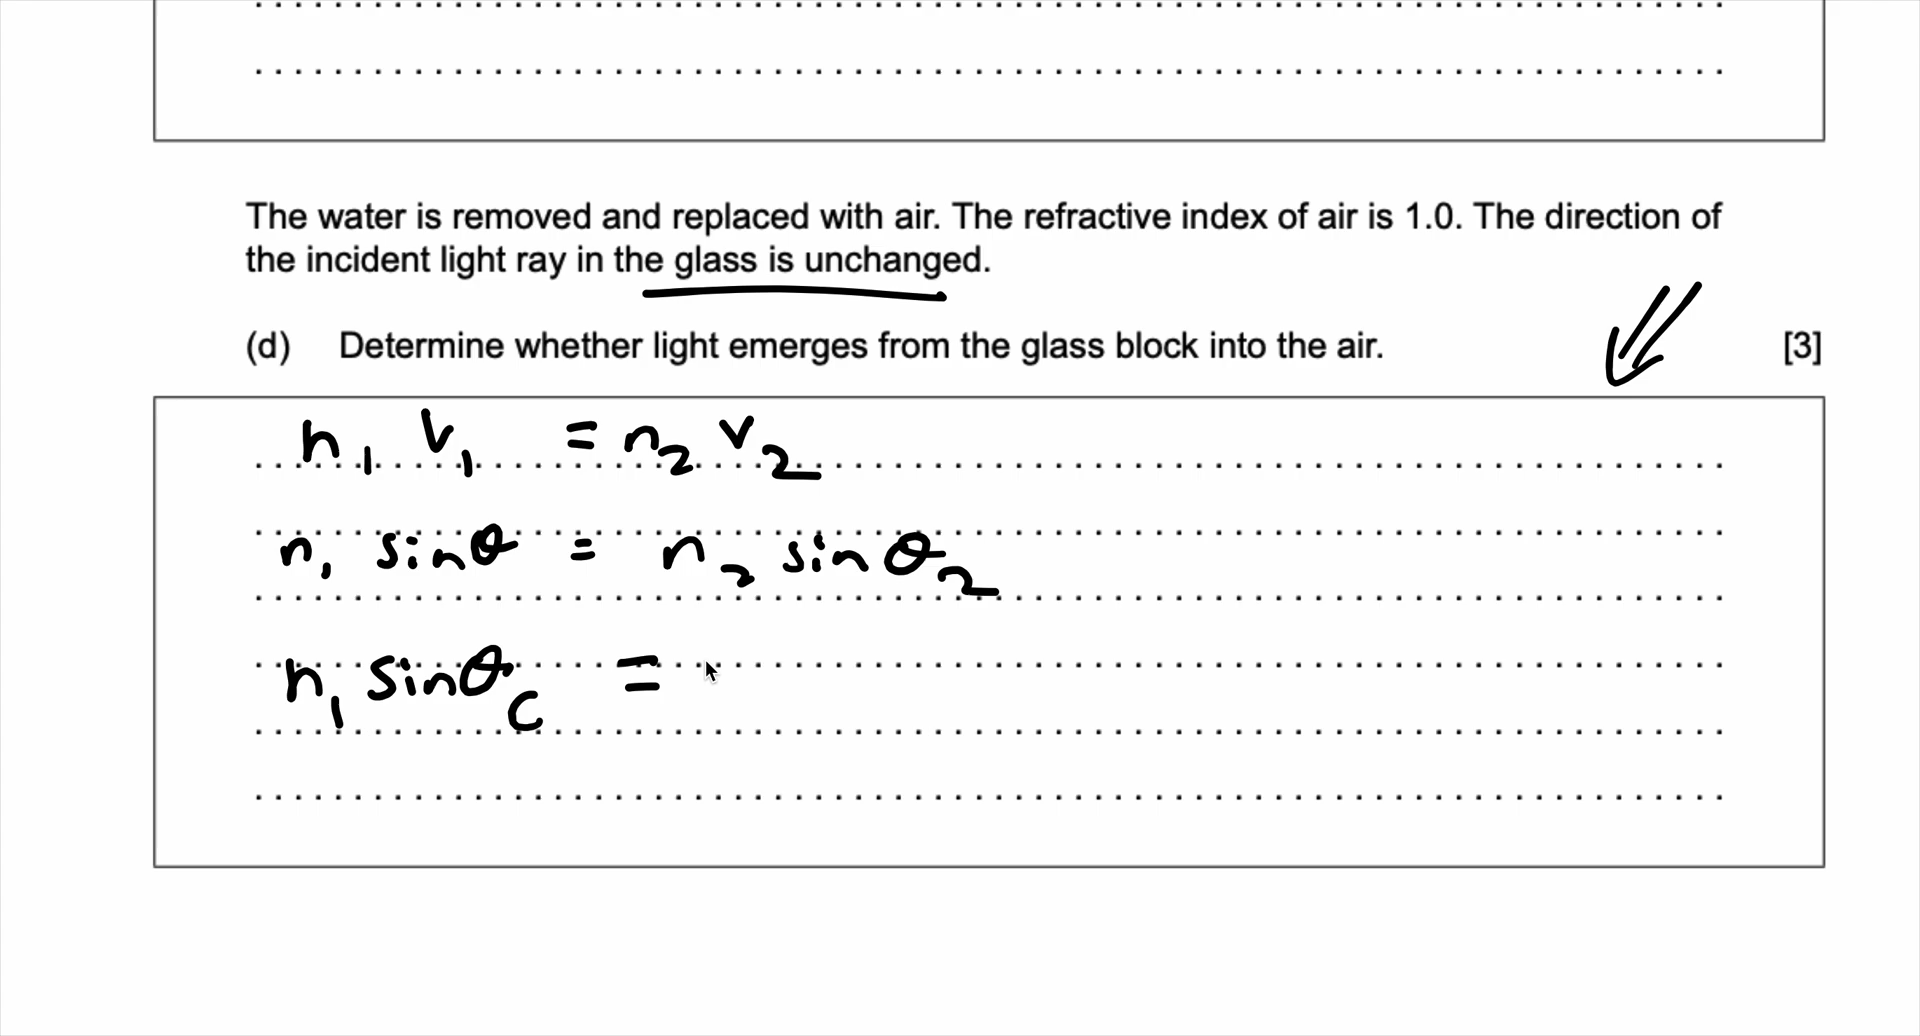 The water is removed and replaced with air. The refractive index of air is 1.0. The direction of
the incident light ray in the glass is unchanged.
(d) Determine whether light emerges from the glass block into the air. [3]
n₁ v₁ = n₂ v₂
n₁ sinθ = n₂ sinθ₂
n₁ sinθc =